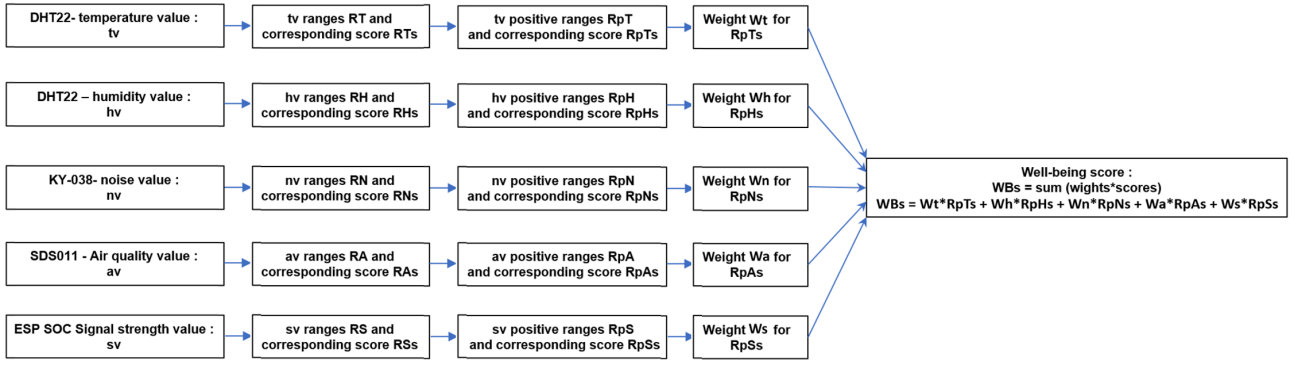 DHT22- temperature value :
tv
tv ranges RT and
corresponding score RTs
tv positive ranges RpT
and corresponding score RpTs
Weight Wt for
RpTs
DHT22 – humidity value :
hv
hv ranges RH and
corresponding score RHs
hv positive ranges RpH
and corresponding score RpHs
Weight Wh for
RpHs
KY-038- noise value :
nv
nv ranges RN and
corresponding score RNs
nv positive ranges RpN
and corresponding score RpNs
Weight Wn for
RpNs
Well-being score :
WBs = sum (wights*scores)
WBs = Wt*RpTs + Wh*RpHs + Wn*RpNs + Wa*RpAs + Ws*RpSs
SDS011 - Air quality value :
av
av ranges RA and
corresponding score RAs
av positive ranges RpA
and corresponding score RpAs
Weight Wa for
RpAs
ESP SOC Signal strength value :
sv
sv ranges RS and
corresponding score RSs
sv positive ranges RpS
and corresponding score RpSs
Weight Ws for
RpSs